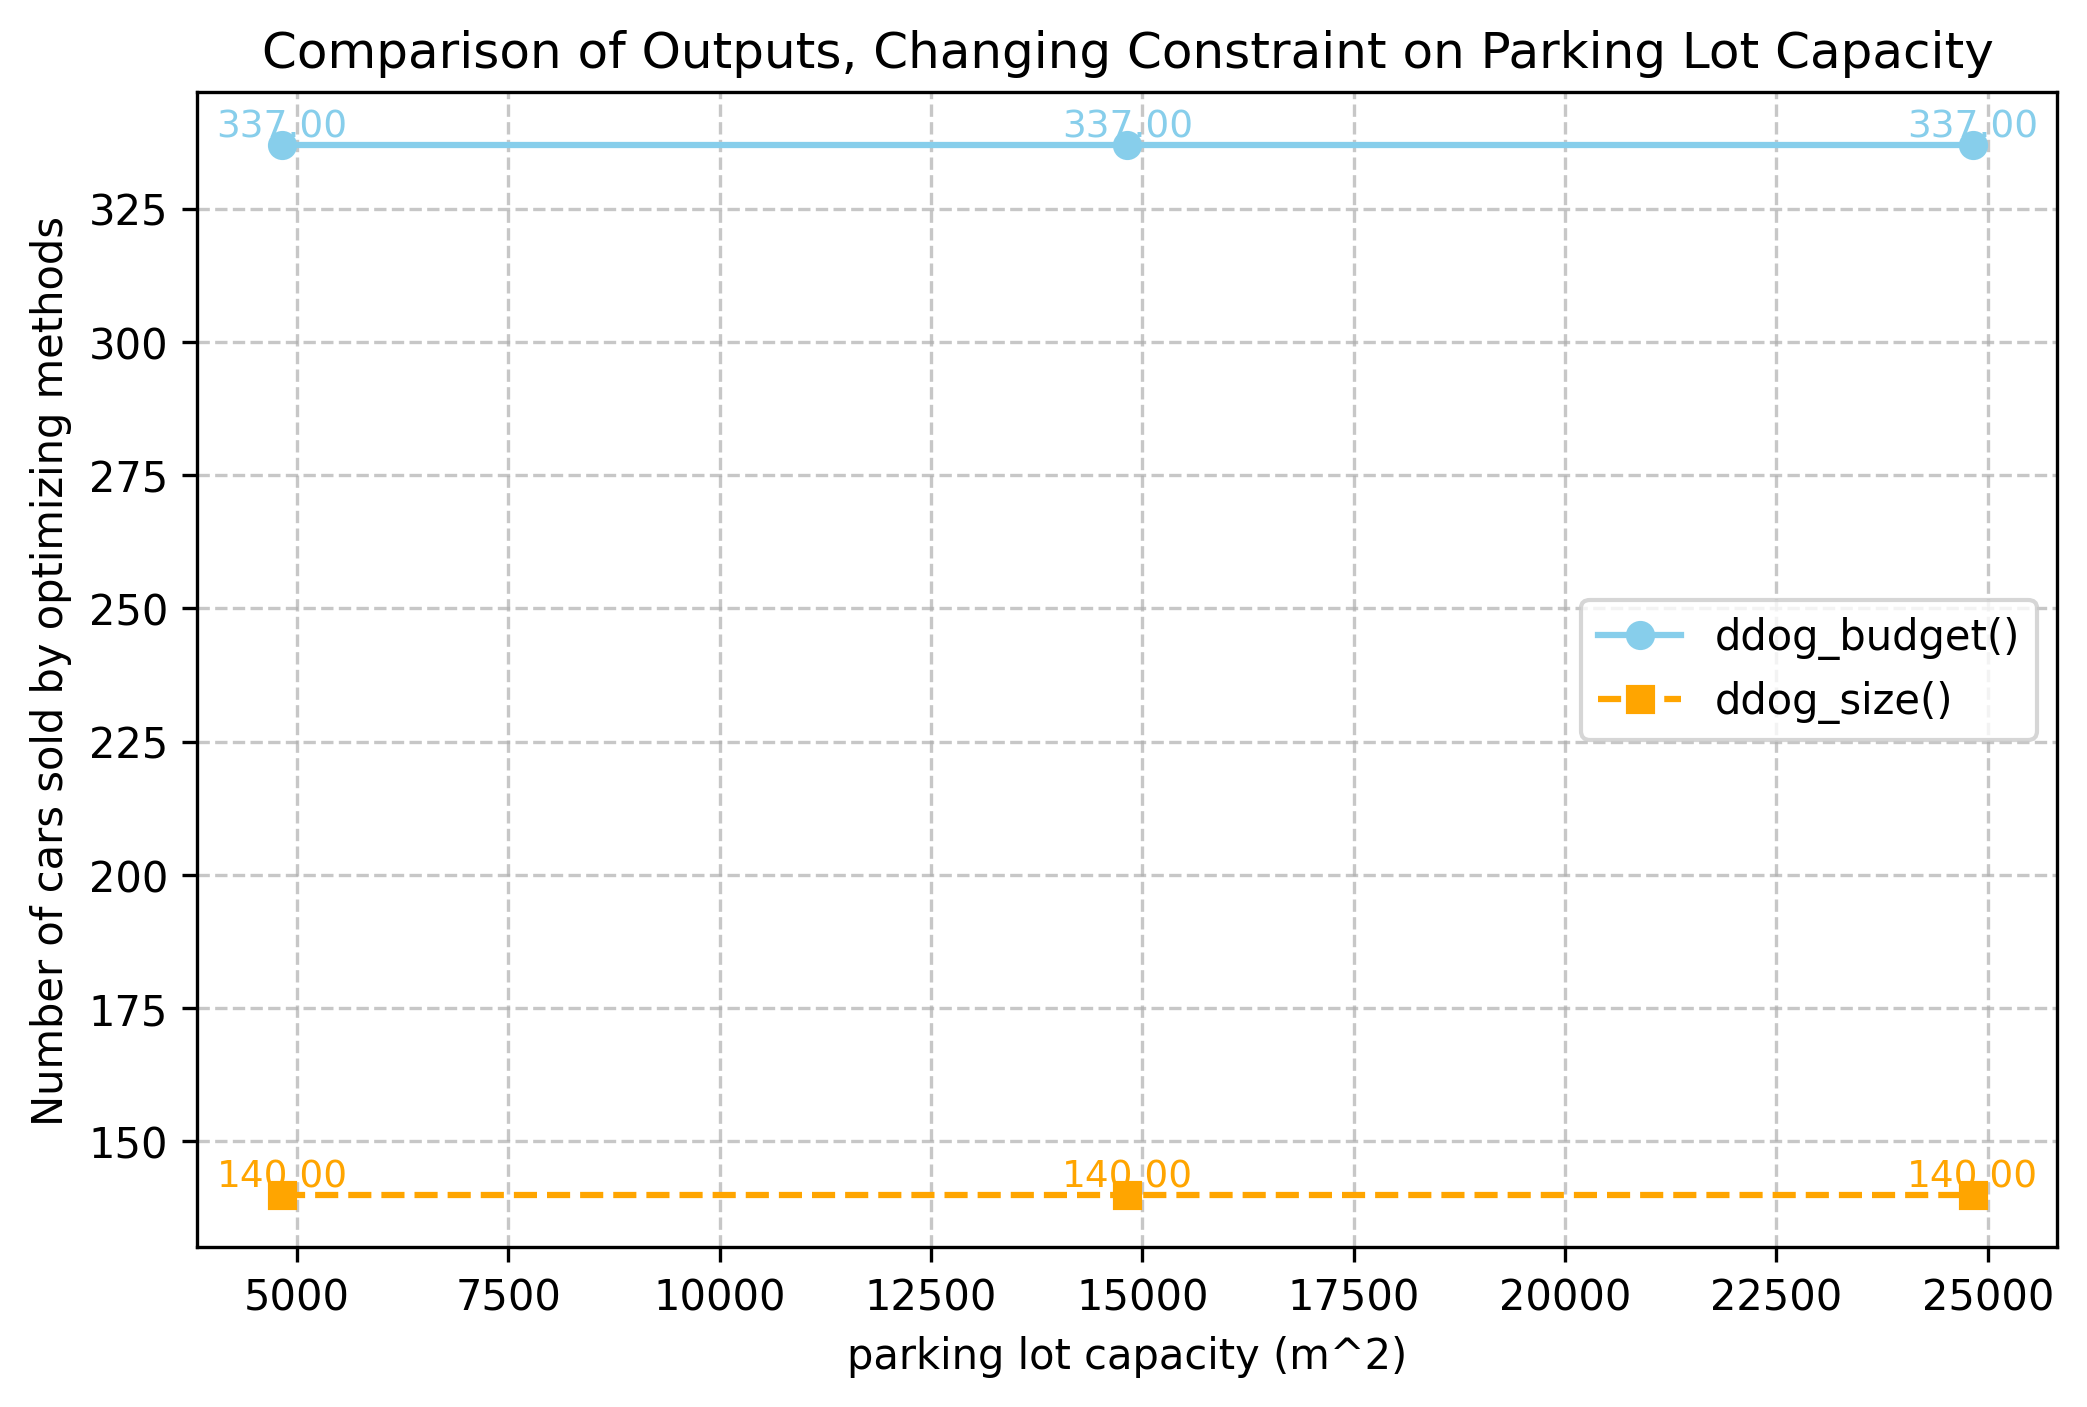 Comparison of Outputs, Changing Constraint on Parking Lot Capacity
337.00 337.00 337.00
325
300
275
250
225
200
175
150
Number of cars sold by optimizing methods
ddog_budget()
ddog_size()
140.00 140.00 140.00
5000 7500 10000 12500 15000 17500 20000 22500 25000
parking lot capacity (m^2)